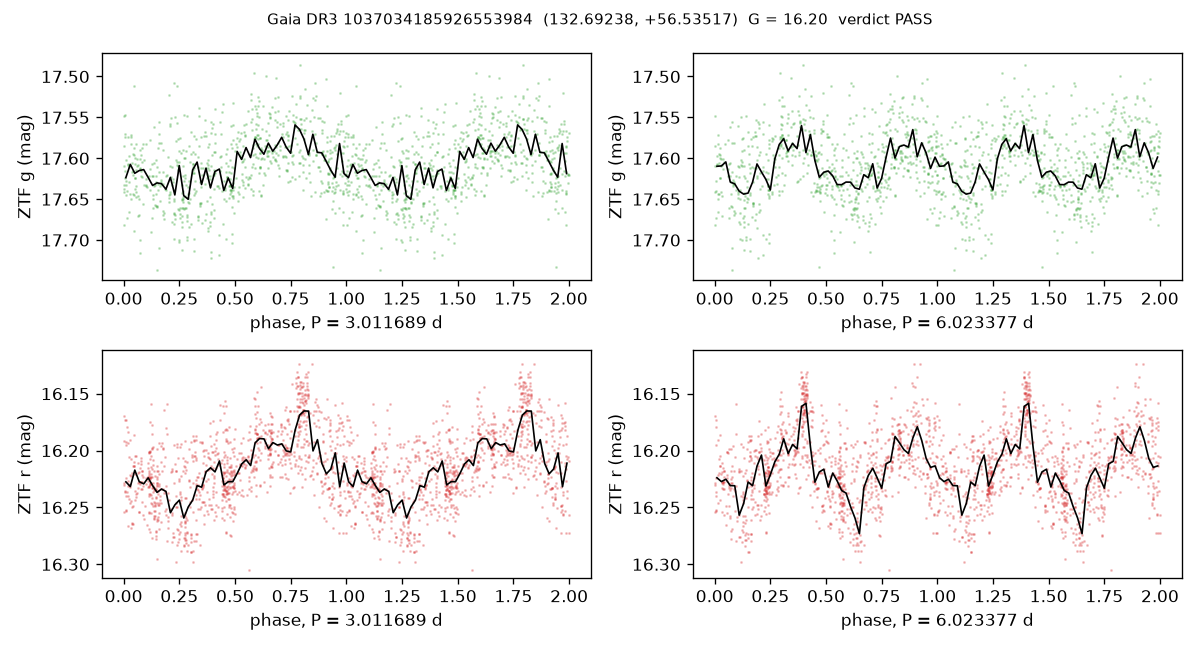 Gaia DR3 1037034185926553984  (132.69238, +56.53517)  G = 16.20  verdict PASS
ZTF g (mag)
17.50
17.55
17.60
17.65
17.70
0.00 0.25 0.50 0.75 1.00 1.25 1.50 1.75 2.00
phase, P = 3.011689 d
ZTF g (mag)
17.50
17.55
17.60
17.65
17.70
0.00 0.25 0.50 0.75 1.00 1.25 1.50 1.75 2.00
phase, P = 6.023377 d
ZTF r (mag)
16.15
16.20
16.25
16.30
0.00 0.25 0.50 0.75 1.00 1.25 1.50 1.75 2.00
phase, P = 3.011689 d
ZTF r (mag)
16.15
16.20
16.25
16.30
0.00 0.25 0.50 0.75 1.00 1.25 1.50 1.75 2.00
phase, P = 6.023377 d